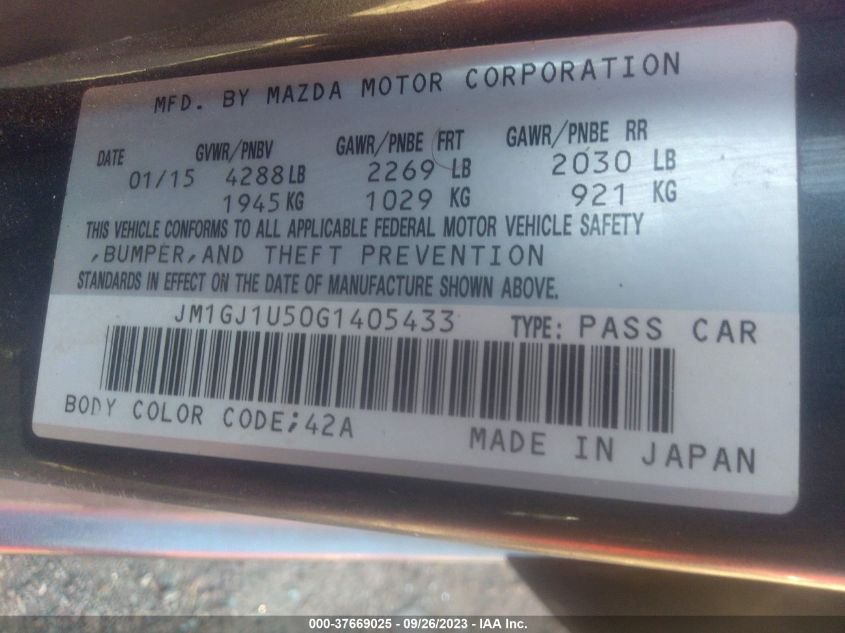 MFD. BY MAZDA MOTOR CORPORATION
DATE GVWR/PNBV GAWR/PNBE FRT GAWR/PNBE RR
01/15 4288 LB 2269 LB 2030 LB
1945 KG 1029 KG 921 KG
THIS VEHICLE CONFORMS TO ALL APPLICABLE FEDERAL MOTOR VEHICLE SAFETY
,BUMPER,AND THEFT PREVENTION
STANDARDS IN EFFECT ON THE DATE OF MANUFACTURE SHOWN ABOVE.
JM1GJ1U50G1405433 TYPE: PASS CAR
BODY COLOR CODE;42A MADE IN JAPAN
000-37669025 - 09/26/2023 - IAA Inc.